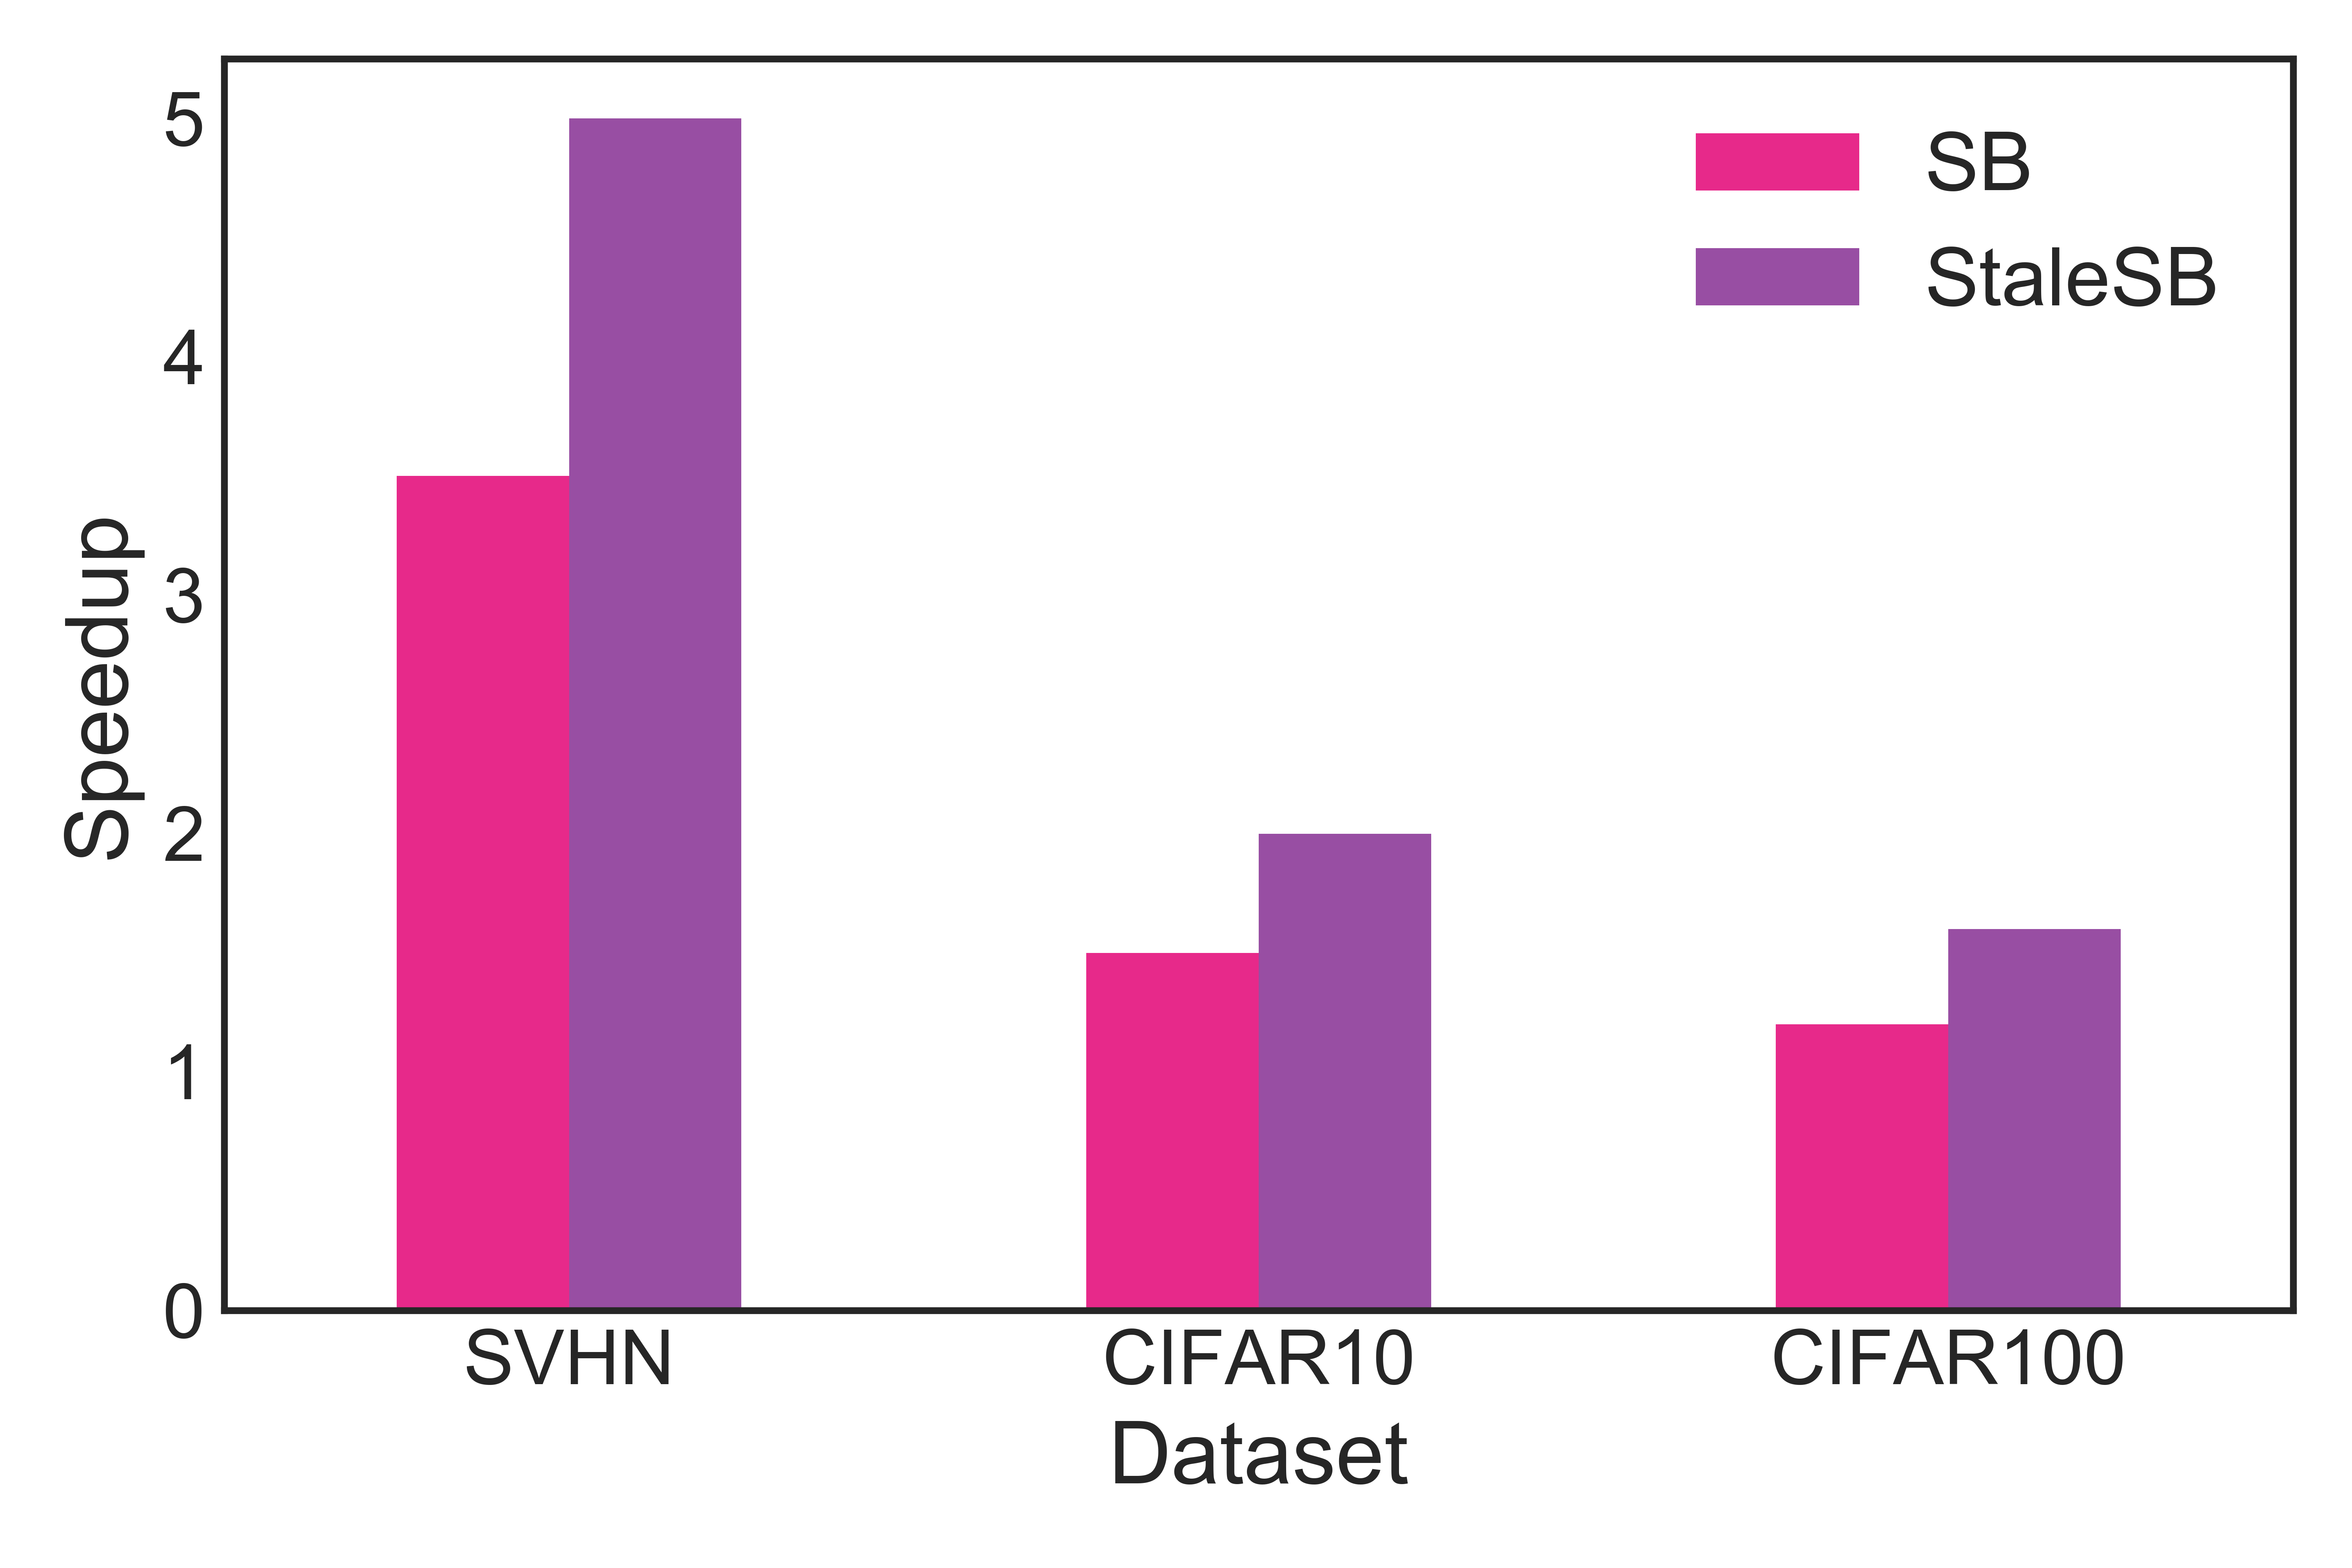 SB
StaleSB
Speedup
5
4
3
2
1
0
SVHN CIFAR10 CIFAR100
Dataset